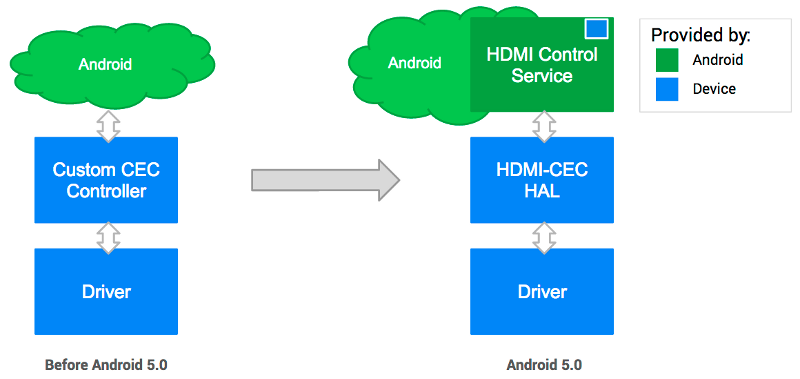 Android
Custom CEC
Controller
Driver
Before Android 5.0
Android
HDMI Control
Service
HDMI-CEC
HAL
Driver
Android 5.0
Provided by:
Android
Device